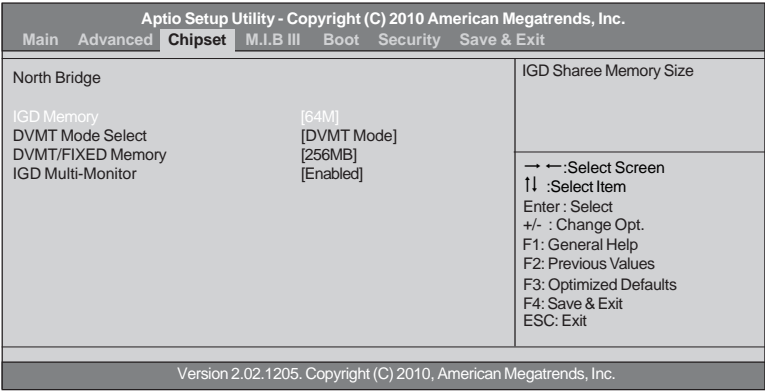 Aptio Setup Utility - Copyright (C) 2010 American Megatrends, Inc.
Main Advanced Chipset M.I.B III Boot Security Save & Exit
North Bridge
IGD Memory [64M]
DVMT Mode Select [DVMT Mode]
DVMT/FIXED Memory [256MB]
IGD Multi-Monitor [Enabled]
IGD Sharee Memory Size
→ ←:Select Screen
↑↓ :Select Item
Enter : Select
+/- : Change Opt.
F1: General Help
F2: Previous Values
F3: Optimized Defaults
F4: Save & Exit
ESC: Exit
Version 2.02.1205. Copyright (C) 2010, American Megatrends, Inc.